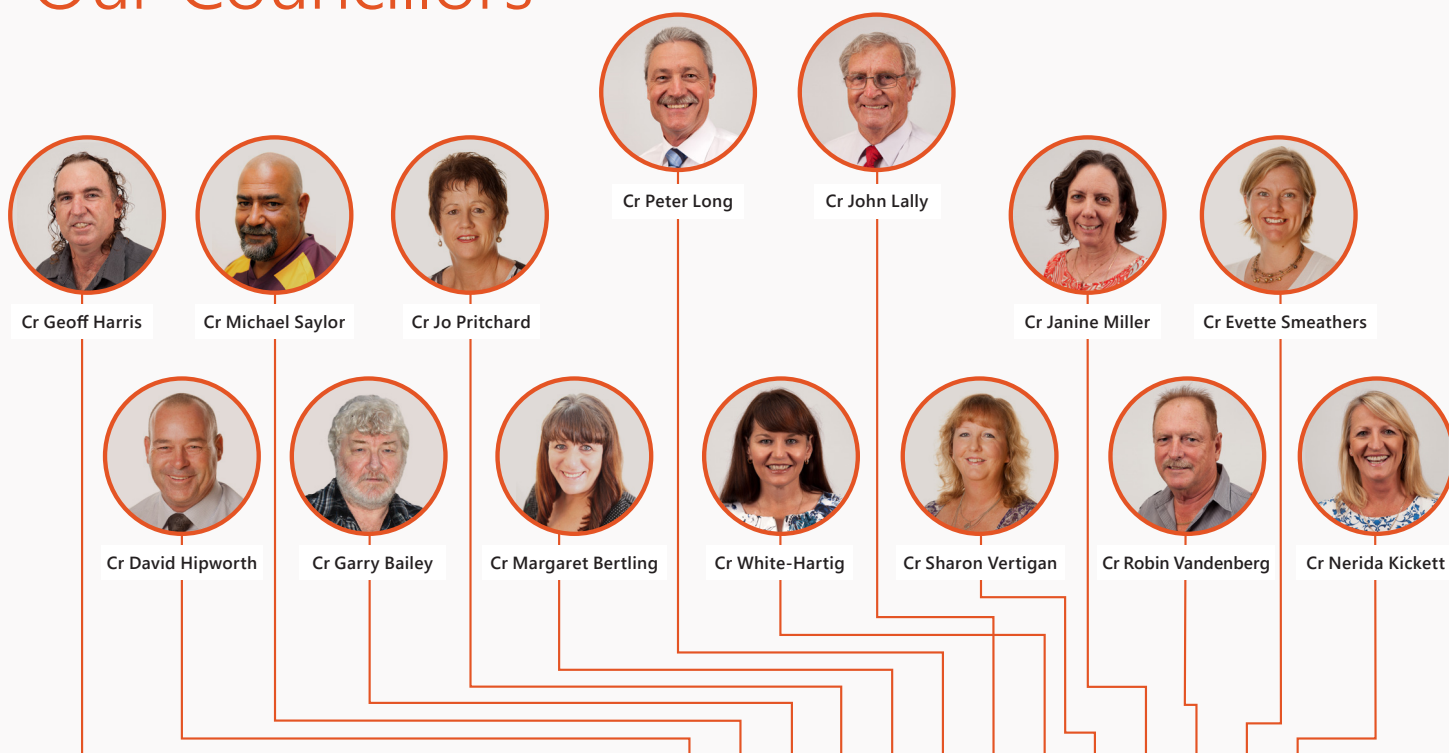 Our Councillors
Cr Peter Long
Cr John Lally
Cr Geoff Harris
Cr Michael Saylor
Cr Jo Pritchard
Cr Janine Miller
Cr Evette Smeathers
Cr David Hipworth
Cr Garry Bailey
Cr Margaret Bertling
Cr White-Hartig
Cr Sharon Vertigan
Cr Robin Vandenberg
Cr Nerida Kickett